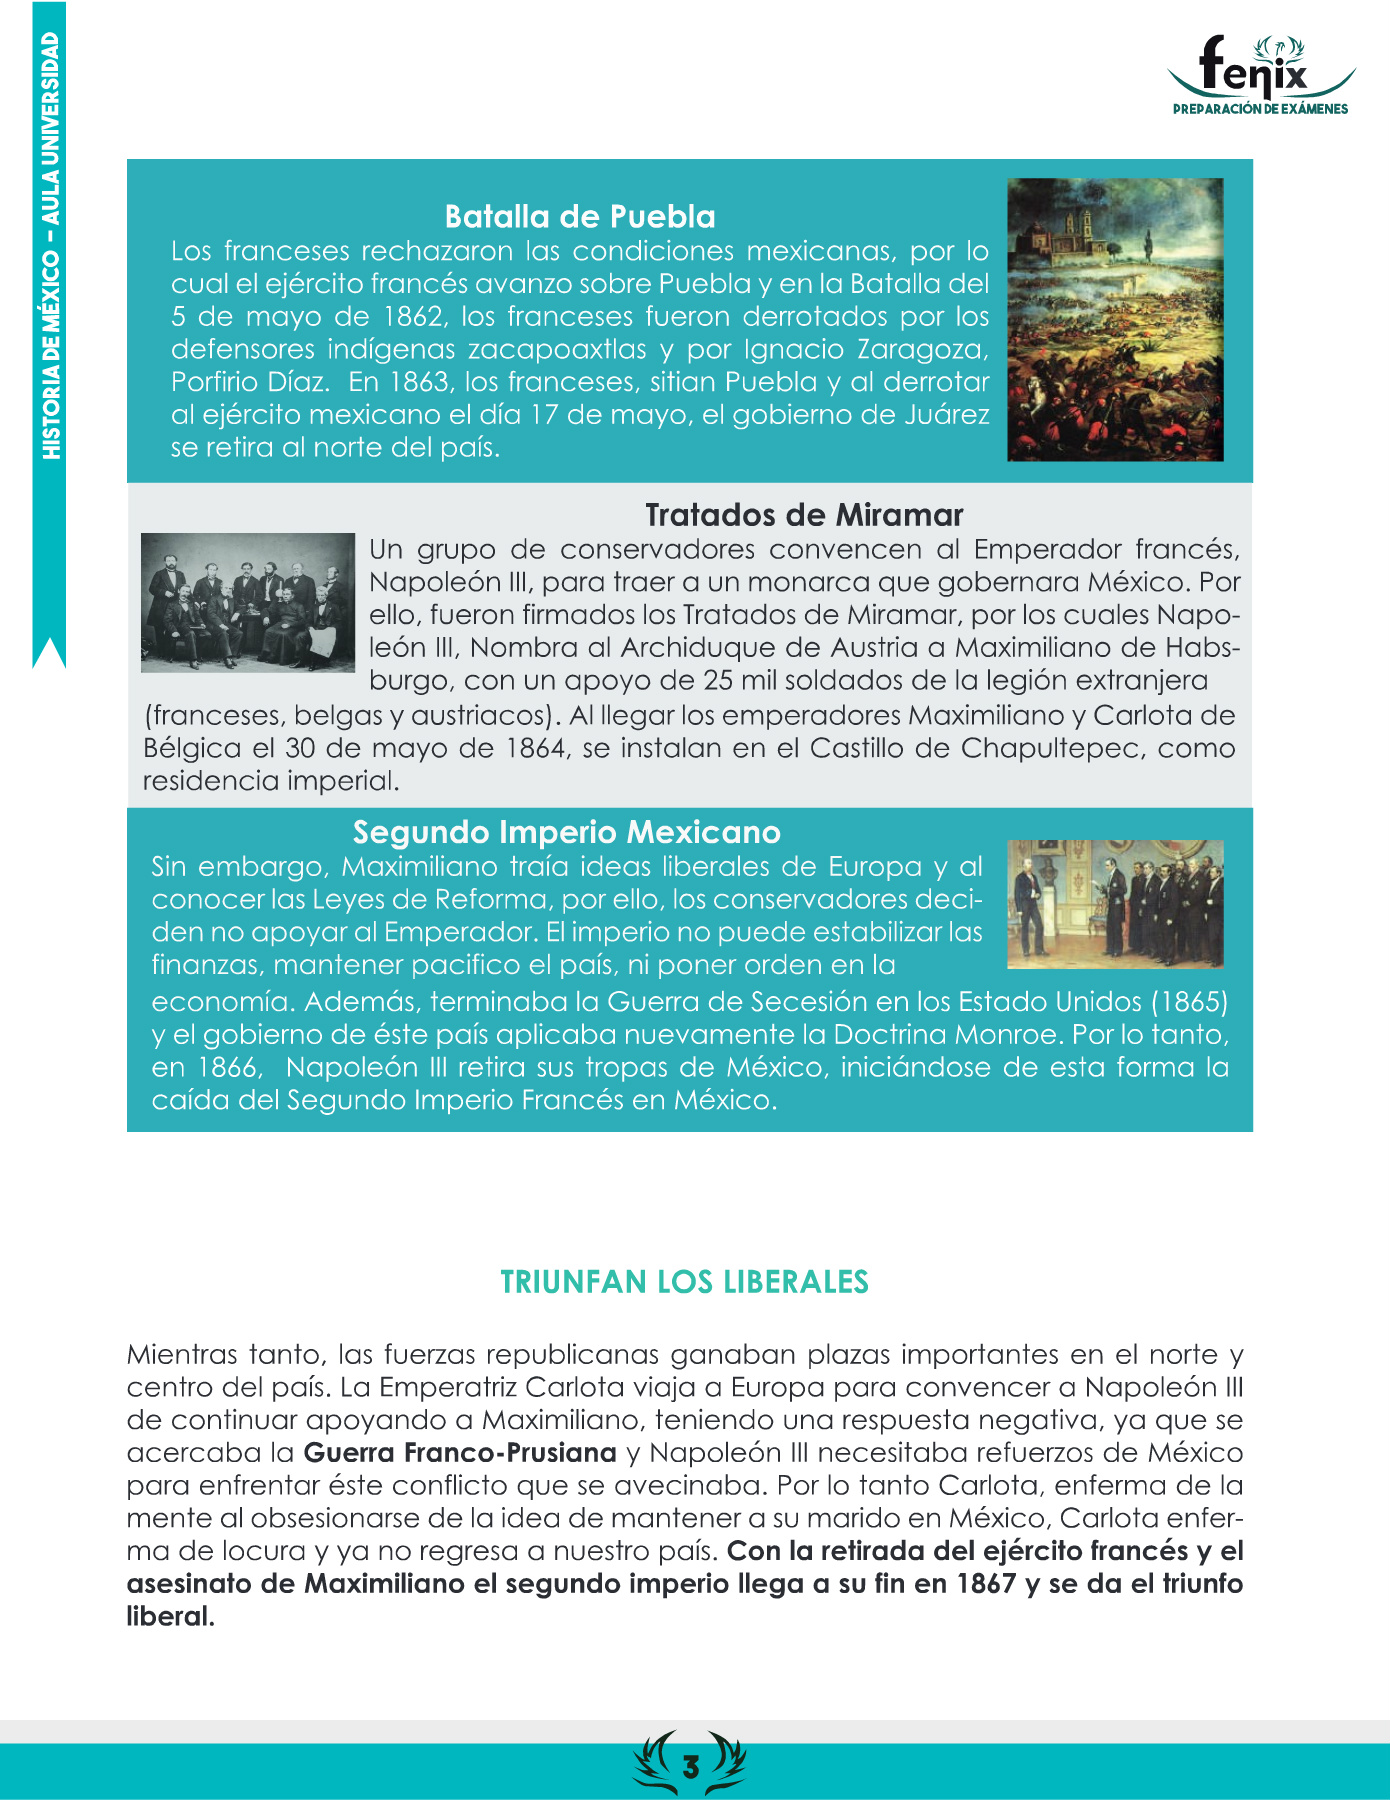 HISTORIA DE MÉXICO - AULA UNIVERSIDAD
fenix
PREPARACIÓN DE EXÁMENES
Batalla de Puebla
Los franceses rechazaron las condiciones mexicanas, por lo
cual el ejército francés avanzo sobre Puebla y en la Batalla del
5 de mayo de 1862, los franceses fueron derrotados por los
defensores indígenas zacapoaxtlas y por Ignacio Zaragoza,
Porfirio Díaz. En 1863, los franceses, sitian Puebla y al derrotar
al ejército mexicano el día 17 de mayo, el gobierno de Juárez
se retira al norte del país.
Tratados de Miramar
Un grupo de conservadores convencen al Emperador francés,
Napoleón III, para traer a un monarca que gobernara México. Por
ello, fueron firmados los Tratados de Miramar, por los cuales Napo-
león III, Nombra al Archiduque de Austria a Maximiliano de Habs-
burgo, con un apoyo de 25 mil soldados de la legión extranjera
(franceses, belgas y austriacos). Al llegar los emperadores Maximiliano y Carlota de
Bélgica el 30 de mayo de 1864, se instalan en el Castillo de Chapultepec, como
residencia imperial.
Segundo Imperio Mexicano
Sin embargo, Maximiliano traía ideas liberales de Europa y al
conocer las Leyes de Reforma, por ello, los conservadores deci-
den no apoyar al Emperador. El imperio no puede estabilizar las
finanzas, mantener pacifico el país, ni poner orden en la
economía. Además, terminaba la Guerra de Secesión en los Estado Unidos (1865)
y el gobierno de éste país aplicaba nuevamente la Doctrina Monroe. Por lo tanto,
en 1866, Napoleón III retira sus tropas de México, iniciándose de esta forma la
caída del Segundo Imperio Francés en México.
TRIUNFAN LOS LIBERALES
Mientras tanto, las fuerzas republicanas ganaban plazas importantes en el norte y
centro del país. La Emperatriz Carlota viaja a Europa para convencer a Napoleón III
de continuar apoyando a Maximiliano, teniendo una respuesta negativa, ya que se
acercaba la Guerra Franco-Prusiana y Napoleón III necesitaba refuerzos de México
para enfrentar éste conflicto que se avecinaba. Por lo tanto Carlota, enferma de la
mente al obsesionarse de la idea de mantener a su marido en México, Carlota enfer-
ma de locura y ya no regresa a nuestro país. Con la retirada del ejército francés y el
asesinato de Maximiliano el segundo imperio llega a su fin en 1867 y se da el triunfo
liberal.
3